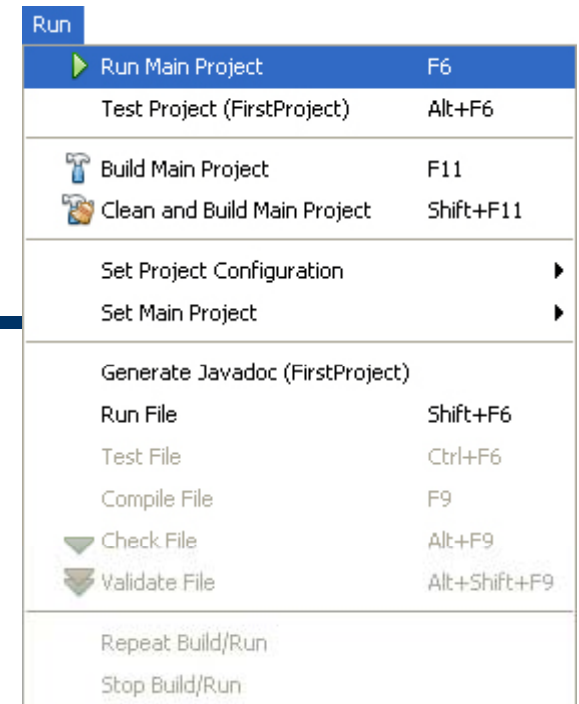 Run
Run Main Project F6
Test Project (FirstProject) Alt+F6
Build Main Project F11
Clean and Build Main Project Shift+F11
Set Project Configuration
Set Main Project
Generate Javadoc (FirstProject)
Run File Shift+F6
Test File Ctrl+F6
Compile File F9
Check File Alt+F9
Validate File Alt+Shift+F9
Repeat Build/Run
Stop Build/Run